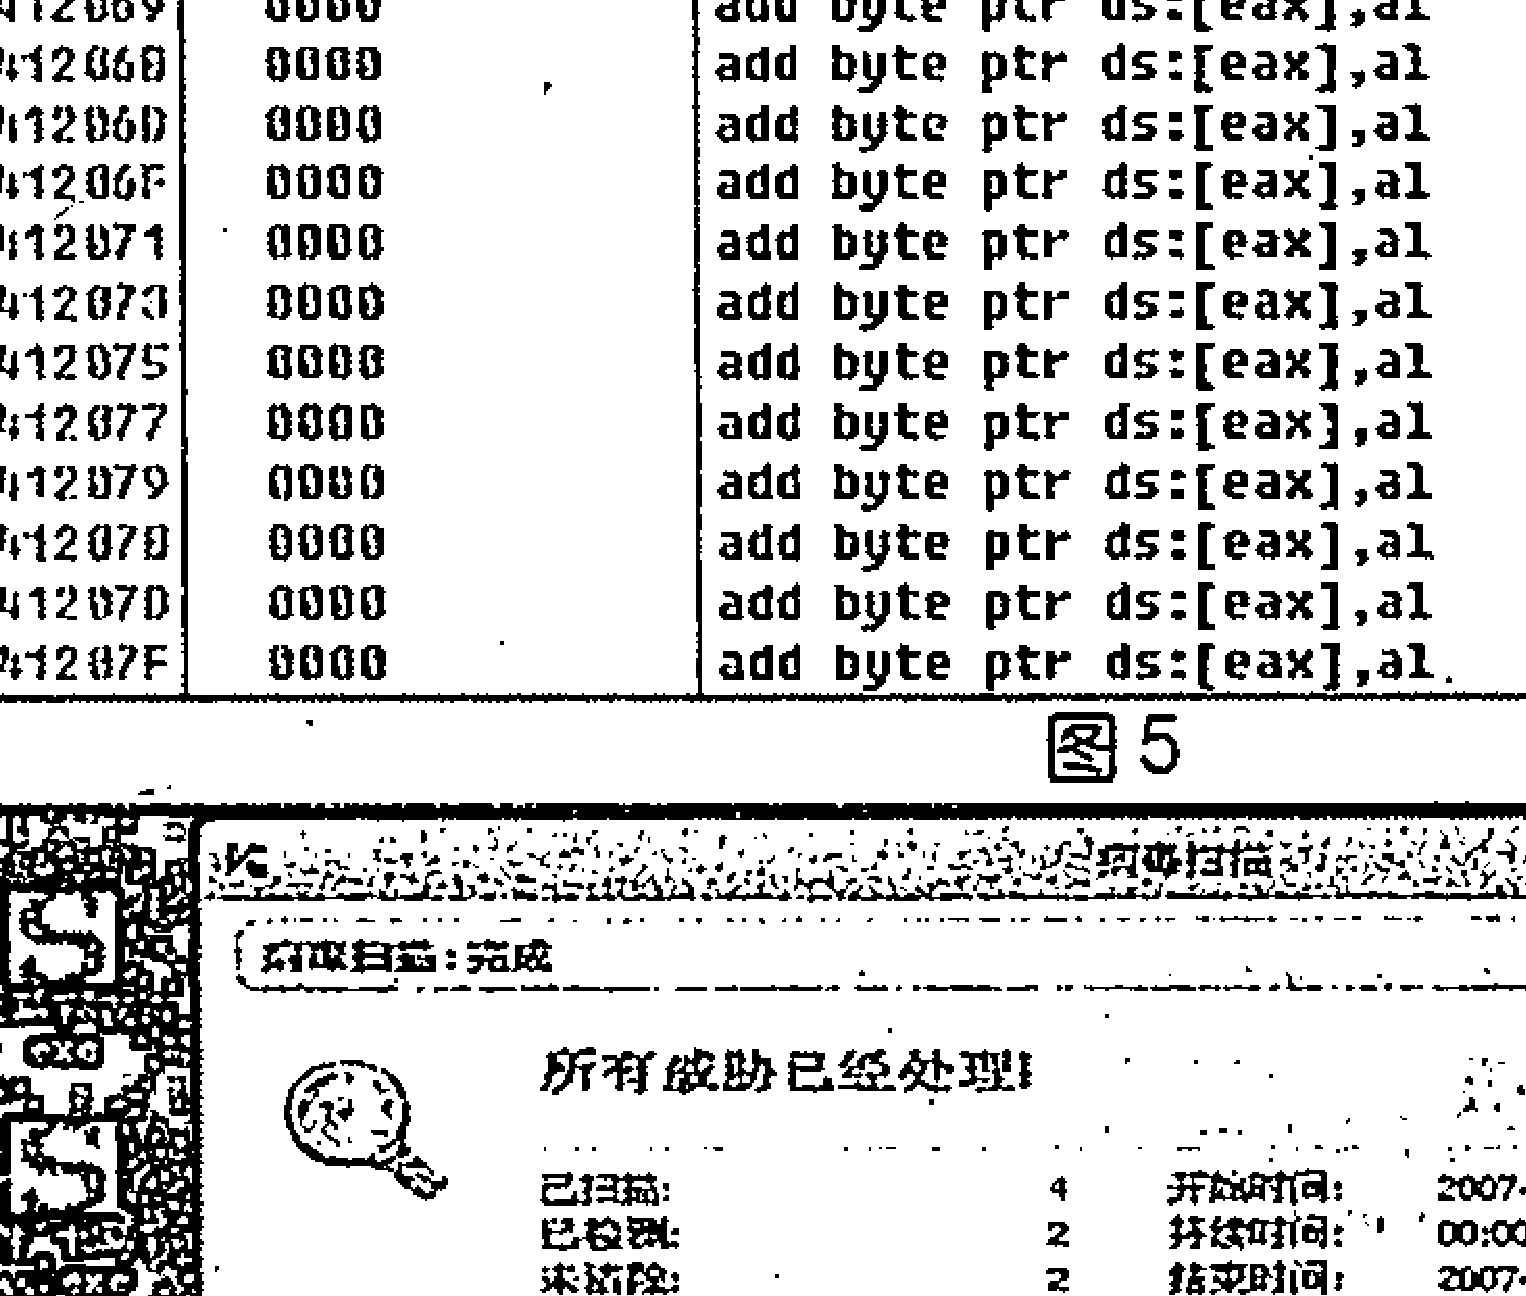 412069 0000 add byte ptr ds:[eax],al
41206B 0000 add byte ptr ds:[eax],al
41206D 0000 add byte ptr ds:[eax],al
41206F 0000 add byte ptr ds:[eax],al
412071 0000 add byte ptr ds:[eax],al
412073 0000 add byte ptr ds:[eax],al
412075 0000 add byte ptr ds:[eax],al
412077 0000 add byte ptr ds:[eax],al
412079 0000 add byte ptr ds:[eax],al
41207B 0000 add byte ptr ds:[eax],al
41207D 0000 add byte ptr ds:[eax],al
41207F 0000 add byte ptr ds:[eax],al
图 5
病毒扫描
扫描:完成
所有威胁已经处理!
已扫描: 4 开始时间: 2007-
已检测: 2 持续时间: 00:00
未清除: 2 结束时间: 2007-